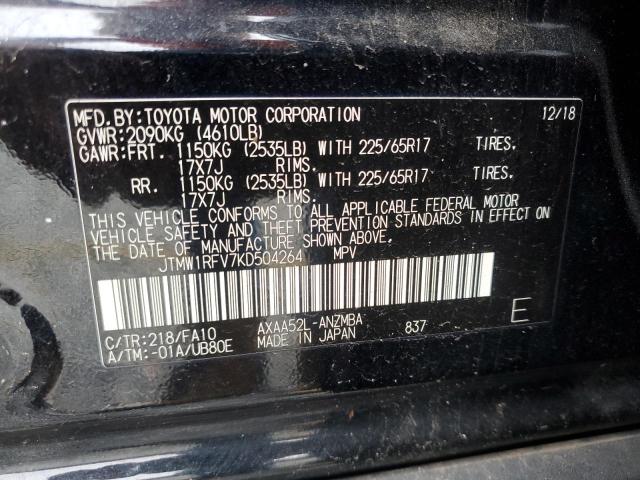 MFD. BY: TOYOTA MOTOR CORPORATION 12/18
GVWR: 2090KG (4610LB)
GAWR: FRT. 1150KG (2535LB) WITH 225/65R17 TIRES.
17X7J RIMS.
RR. 1150KG (2535LB) WITH 225/65R17 TIRES.
17X7J RIMS.
THIS VEHICLE CONFORMS TO ALL APPLICABLE FEDERAL MOTOR
VEHICLE SAFETY AND THEFT PREVENTION STANDARDS IN EFFECT ON
THE DATE OF MANUFACTURE SHOWN ABOVE.
JTMW1RFV7KD504264 MPV
C/TR: 218/FA10 AXAA52L-ANZMBA 837 E
A/TM: -01A/UB80E MADE IN JAPAN